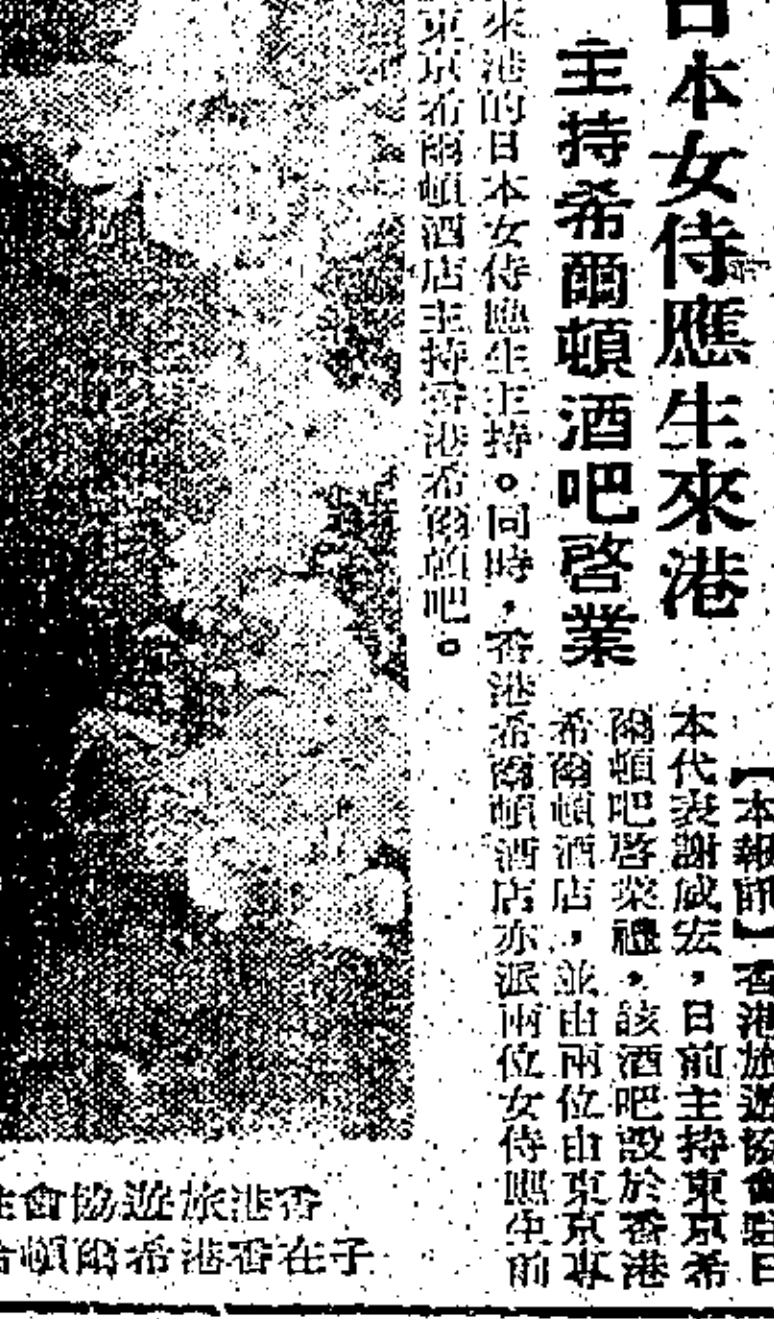 日本女侍應生來港
主持希爾頓酒吧啓業
【本報訊】香港旅遊協會駐日
本代表謝成宏，日前主持東京希
爾頓吧啓業禮，該酒吧設於香港
希爾頓酒店，並由兩位由東京專
來港的日本女侍應生主持。同時，香港希爾頓酒店亦派兩位女侍應生前
東京希爾頓酒店主持香港希爾頓吧。
香港旅遊協會
子在香港希爾頓